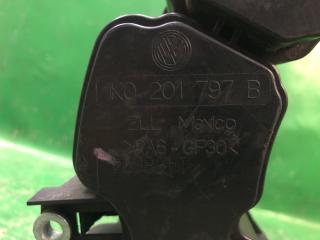 1K0 201 797 B
ZLL - Mexico
>PA6 - GF30<